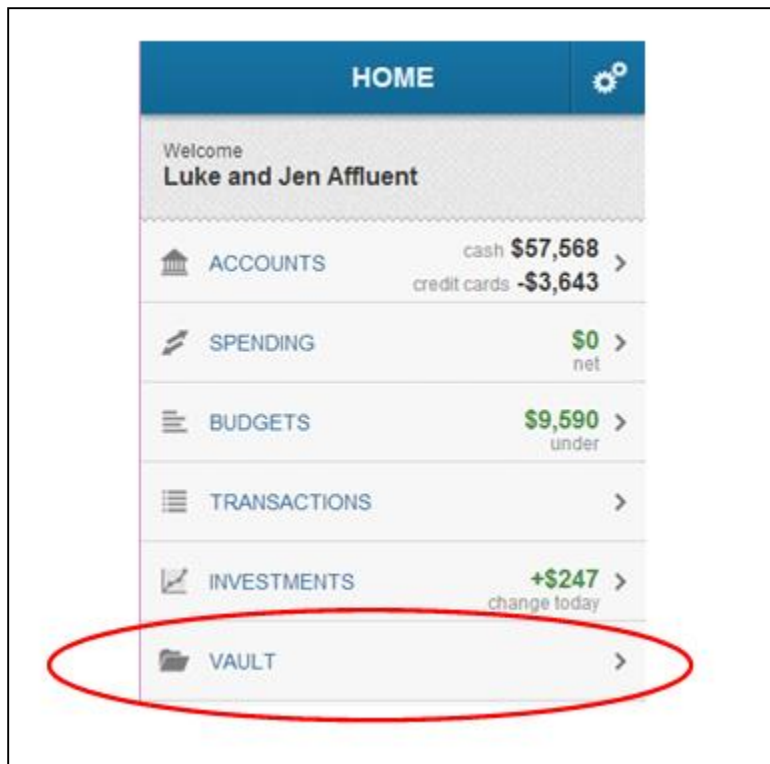 HOME
Welcome
Luke and Jen Affluent
ACCOUNTS
cash $57,568
credit cards -$3,643
SPENDING
$0
net
BUDGETS
$9,590
under
TRANSACTIONS
INVESTMENTS
+$247
change today
VAULT